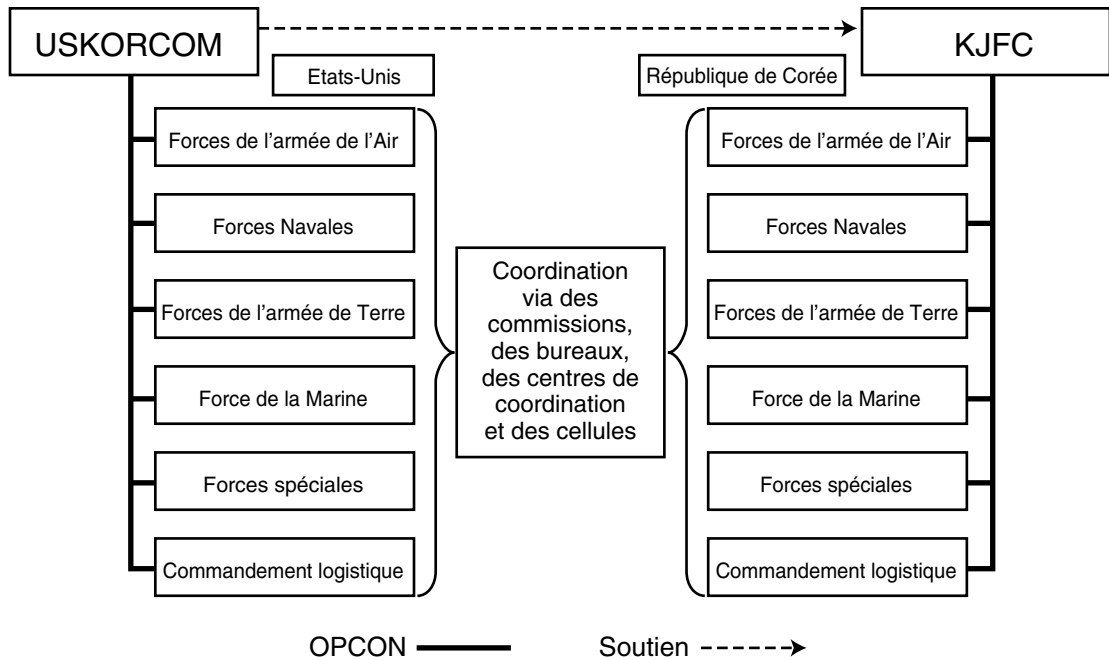 USKORCOM
KJFC
Etats-Unis
République de Corée
Forces de l'armée de l'Air
Forces Navales
Forces de l'armée de Terre
Force de la Marine
Forces spéciales
Commandement logistique
Coordination
via des
commissions,
des bureaux,
des centres de
coordination
et des cellules
Forces de l'armée de l'Air
Forces Navales
Forces de l'armée de Terre
Force de la Marine
Forces spéciales
Commandement logistique
OPCON
Soutien